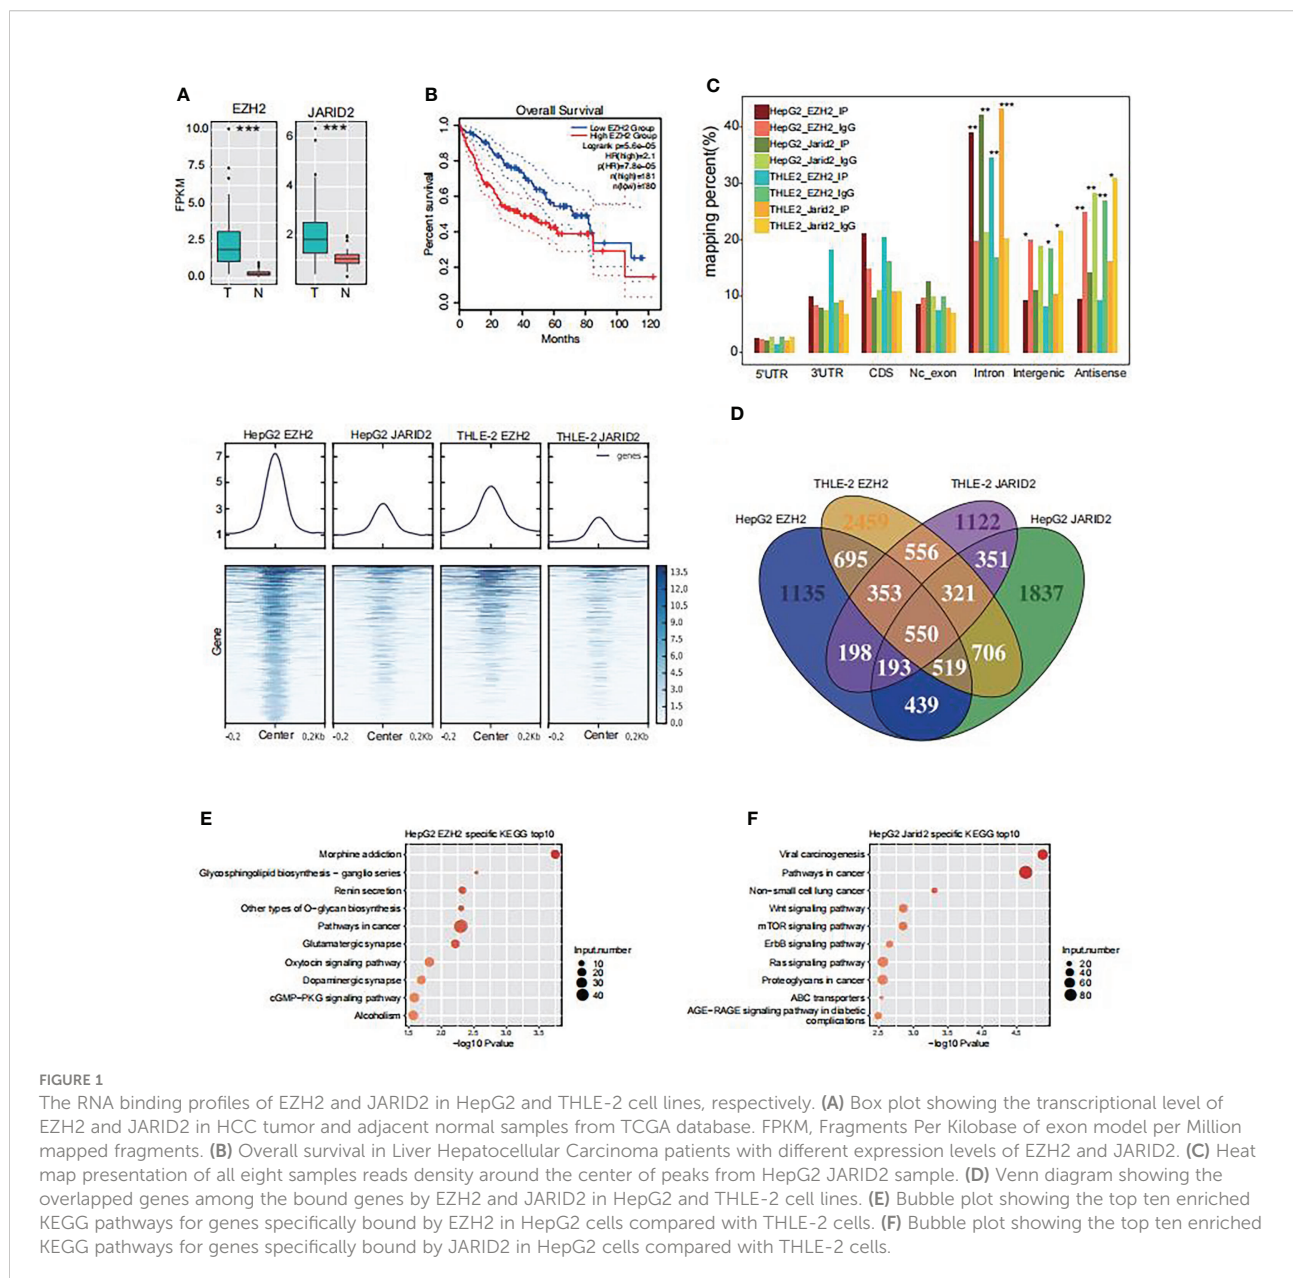 A
EZH2
JARID2
***
***
10.0
7.5
5.0
2.5
0.0
FPKM
6
4
2
T N
T N
B
Overall Survival
Low EZH2 Group
High EZH2 Group
Logrank p=5.6e-05
HR(high)=2.1
p(HR)=7.8e-05
n(high)=181
n(low)=180
Percent survival
1.0
0.8
0.6
0.4
0.2
0.0
0 20 40 60 80 100 120
Months
C
HepG2_EZH2_IP
HepG2_EZH2_IgG
HepG2_Jarid2_IP
HepG2_Jarid2_IgG
THLE2_EZH2_IP
THLE2_EZH2_IgG
THLE2_Jarid2_IP
THLE2_Jarid2_IgG
mapping percent(%)
40
30
20
10
0
** ** ** ***
* * *
** ** ** *
5'UTR 3'UTR CDS Nc_exon Intron Intergenic Antisense
HepG2 EZH2 HepG2 JARID2 THLE-2 EZH2 THLE-2 JARID2
genes
7
5
3
1
Gene
13.5
12.0
10.5
9.0
7.5
6.0
4.5
3.0
1.5
0.0
-0.2 Center 0.2Kb -0.2 Center 0.2Kb -0.2 Center 0.2Kb -0.2 Center 0.2Kb
D
THLE-2 EZH2 THLE-2 JARID2
HepG2 EZH2 HepG2 JARID2
2459 1122
695 556 351
1135 353 321 1837
550
198 193 519 706
439
E
HepG2 EZH2 specific KEGG top10
Morphine addiction
Glycosphingolipid biosynthesis - ganglio series
Renin secretion
Other types of O-glycan biosynthesis
Pathways in cancer
Glutamatergic synapse
Oxytocin signaling pathway
Dopaminergic synapse
cGMP-PKG signaling pathway
Alcoholism
1.5 2.0 2.5 3.0 3.5
-log10 Pvalue
Input.number
10
20
30
40
F
HepG2 Jarid2 specific KEGG top10
Viral carcinogenesis
Pathways in cancer
Non-small cell lung cancer
Wnt signaling pathway
mTOR signaling pathway
ErbB signaling pathway
Ras signaling pathway
Proteoglycans in cancer
ABC transporters
AGE-RAGE signaling pathway in diabetic
complications
2.5 3.0 3.5 4.0 4.5
-log10 Pvalue
Input.number
20
40
60
80
FIGURE 1
The RNA binding profiles of EZH2 and JARID2 in HepG2 and THLE-2 cell lines, respectively. (A) Box plot showing the transcriptional level of
EZH2 and JARID2 in HCC tumor and adjacent normal samples from TCGA database. FPKM, Fragments Per Kilobase of exon model per Million
mapped fragments. (B) Overall survival in Liver Hepatocellular Carcinoma patients with different expression levels of EZH2 and JARID2. (C) Heat
map presentation of all eight samples reads density around the center of peaks from HepG2 JARID2 sample. (D) Venn diagram showing the
overlapped genes among the bound genes by EZH2 and JARID2 in HepG2 and THLE-2 cell lines. (E) Bubble plot showing the top ten enriched
KEGG pathways for genes specifically bound by EZH2 in HepG2 cells compared with THLE-2 cells. (F) Bubble plot showing the top ten enriched
KEGG pathways for genes specifically bound by JARID2 in HepG2 cells compared with THLE-2 cells.